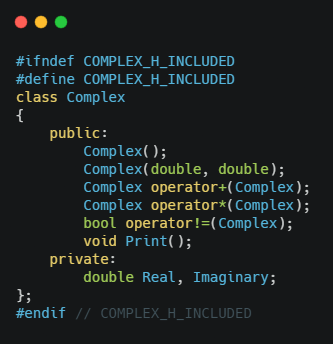 #ifndef COMPLEX_H_INCLUDED
#define COMPLEX_H_INCLUDED
class Complex
{
    public:
        Complex();
        Complex(double, double);
        Complex operator+(Complex);
        Complex operator*(Complex);
        bool operator!=(Complex);
        void Print();
    private:
        double Real, Imaginary;
};
#endif // COMPLEX_H_INCLUDED